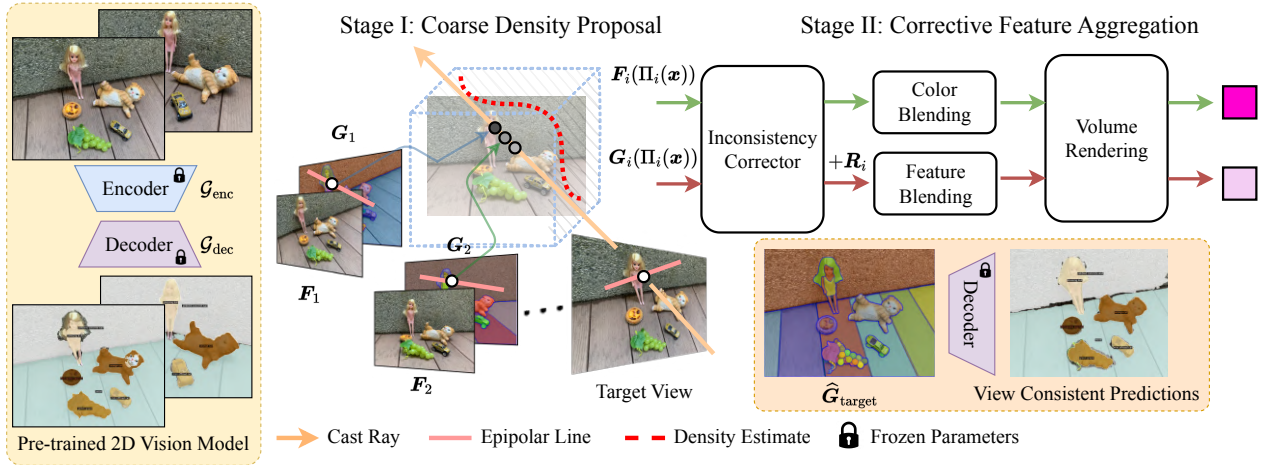 Stage I: Coarse Density Proposal
Stage II: Corrective Feature Aggregation
Encoder
𝒢enc
Decoder
𝒢dec
Pre-trained 2D Vision Model
G1
F1
G2
F2
Target View
Fi(Πi(x))
Gi(Πi(x))
Inconsistency
Corrector
+Ri
Color
Blending
Feature
Blending
Volume
Rendering
Ĝtarget
Decoder
View Consistent Predictions
Cast Ray
Epipolar Line
Density Estimate
Frozen Parameters